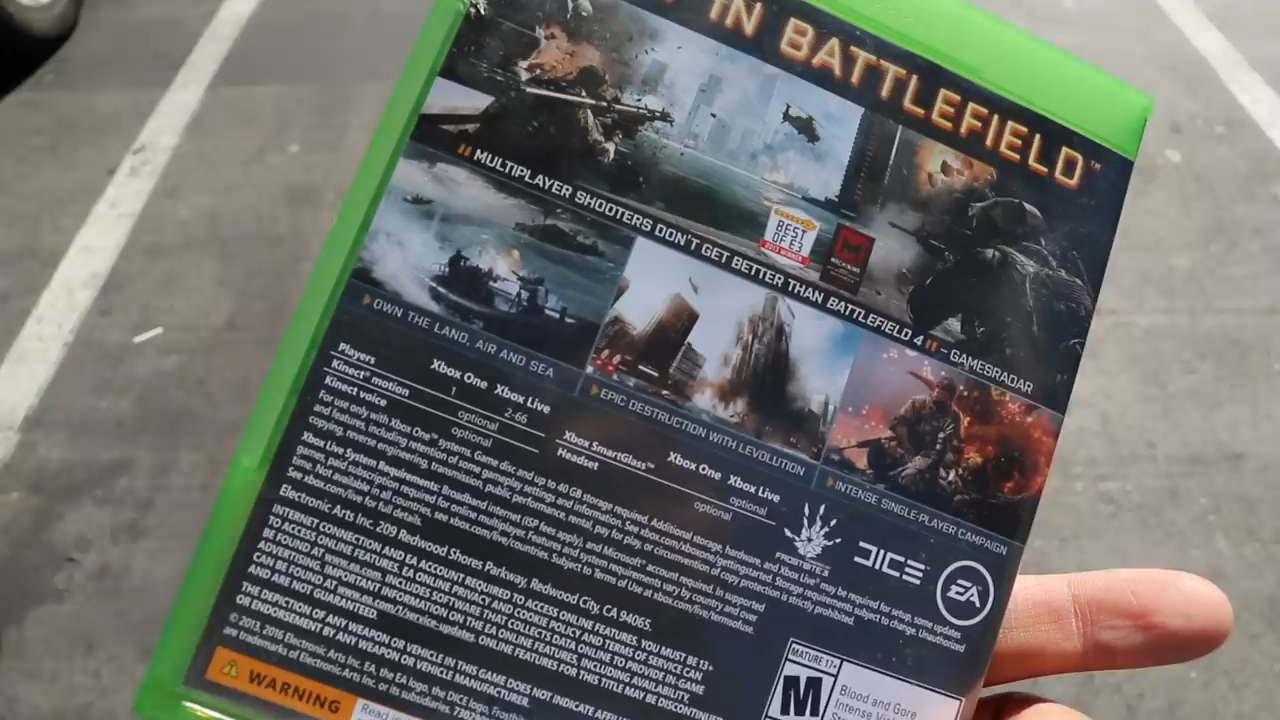 IN BATTLEFIELD™
MULTIPLAYER SHOOTERS DON'T GET BETTER THAN BATTLEFIELD 4 – GAMESRADAR
BEST
OF E3
2013 WINNER
MACHINIMA
OWN THE LAND, AIR AND SEA
EPIC DESTRUCTION WITH LEVOLUTION
INTENSE SINGLE-PLAYER CAMPAIGN
Xbox One Xbox Live
Players 1 2-66
Kinect® motion optional
Kinect voice optional
Xbox One Xbox Live
Xbox SmartGlass™ optional
Headset optional
For use only with Xbox One™ systems. Game disc and up to 40 GB storage required. Additional storage, hardware, and Xbox Live® may be required for setup, some updates
and features, including retention of some gameplay settings and information. See xbox.com/xboxone/gettingstarted. Storage requirements subject to change. Unauthorized
copying, reverse engineering, transmission, public performance, rental, pay for play, or circumvention of copy protection is strictly prohibited.
Xbox Live System Requirements: Broadband internet (ISP fees apply), and Microsoft® account required. In supported
games, paid subscription required for online multiplayer. Features and system requirements vary by country and over
time. Not available in all countries, see xbox.com/live/countries. Subject to Terms of Use at xbox.com/live/termsofuse.
See xbox.com/live for full details.
Electronic Arts Inc. 209 Redwood Shores Parkway, Redwood City, CA 94065.
INTERNET CONNECTION AND EA ACCOUNT REQUIRED TO ACCESS ONLINE FEATURES. YOU MUST BE 13+
TO ACCESS ONLINE FEATURES. EA ONLINE PRIVACY AND COOKIE POLICY AND TERMS OF SERVICE CAN
BE FOUND AT www.ea.com. INCLUDES SOFTWARE THAT COLLECTS DATA ONLINE TO PROVIDE IN-GAME
ADVERTISING. IMPORTANT INFORMATION ON THE EA ONLINE FEATURES, INCLUDING AVAILABILITY,
CAN BE FOUND AT www.ea.com/1/service-updates. ONLINE FEATURES FOR THIS TITLE MAY BE DISCONTINUED
AND ARE NOT GUARANTEED.
THE DEPICTION OF ANY WEAPON OR VEHICLE IN THIS GAME DOES NOT INDICATE
OR ENDORSEMENT BY ANY WEAPON OR VEHICLE MANUFACTURER.
© 2013, 2016 Electronic Arts Inc. EA, the EA logo, the DICE logo,
are trademarks of Electronic Arts Inc. or its subsidiaries.
FROSTBITE 3
DICE
EA
WARNING
Read
MATURE 17+
M
Blood and Gore
Intense